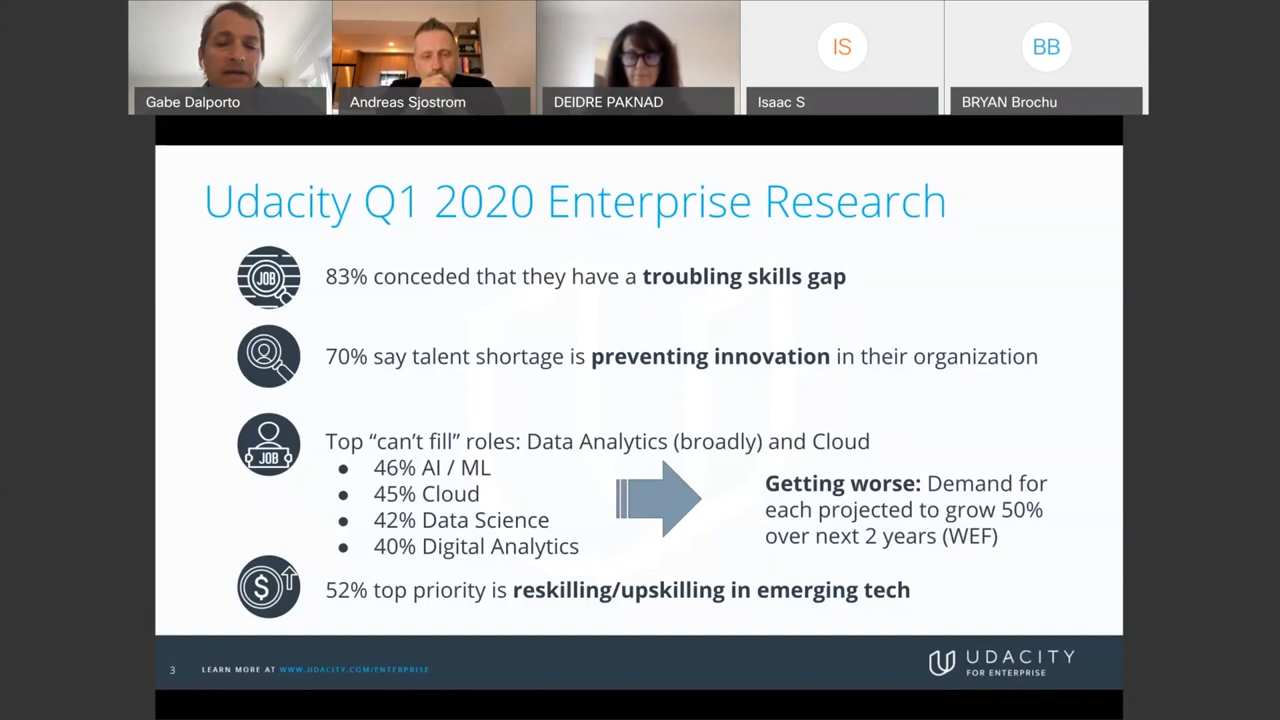 Gabe Dalporto
Andreas Sjostrom
DEIDRE PAKNAD
IS
Isaac S
BB
BRYAN Brochu
Udacity Q1 2020 Enterprise Research
JOB
83% conceded that they have a troubling skills gap
70% say talent shortage is preventing innovation in their organization
JOB
Top “can’t fill” roles: Data Analytics (broadly) and Cloud
● 46% AI / ML
● 45% Cloud
● 42% Data Science
● 40% Digital Analytics
Getting worse: Demand for
each projected to grow 50%
over next 2 years (WEF)
$
52% top priority is reskilling/upskilling in emerging tech
3
LEARN MORE AT WWW.UDACITY.COM/ENTERPRISE
UDACITY
FOR ENTERPRISE